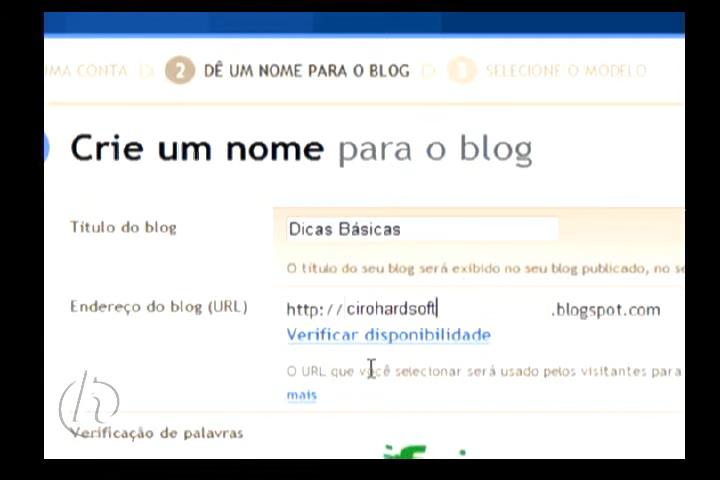 MA CONTA 2 DÊ UM NOME PARA O BLOG 3 SELECIONE O MODELO
Crie um nome para o blog
Título do blog
Dicas Básicas
O título do seu blog será exibido no seu blog publicado, no se
Endereço do blog (URL)
http:// cirohardsoft .blogspot.com
Verificar disponibilidade
O URL que você selecionar será usado pelos visitantes para
mais
Verificação de palavras